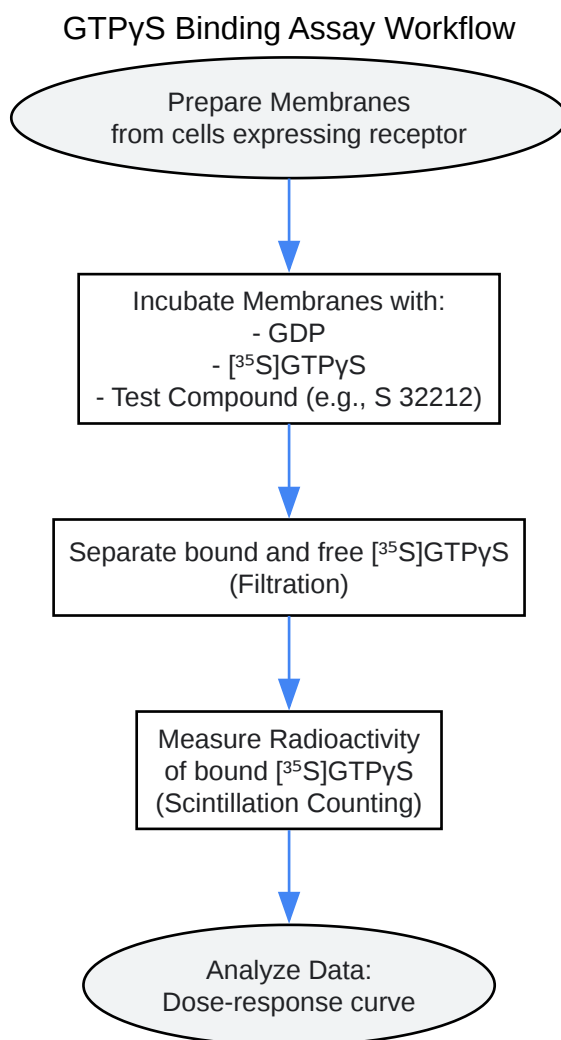 GTPγS Binding Assay Workflow
Prepare Membranes
from cells expressing receptor
Incubate Membranes with:
- GDP
- [³⁵S]GTPγS
- Test Compound (e.g., S 32212)
Separate bound and free [³⁵S]GTPγS
(Filtration)
Measure Radioactivity
of bound [³⁵S]GTPγS
(Scintillation Counting)
Analyze Data:
Dose-response curve